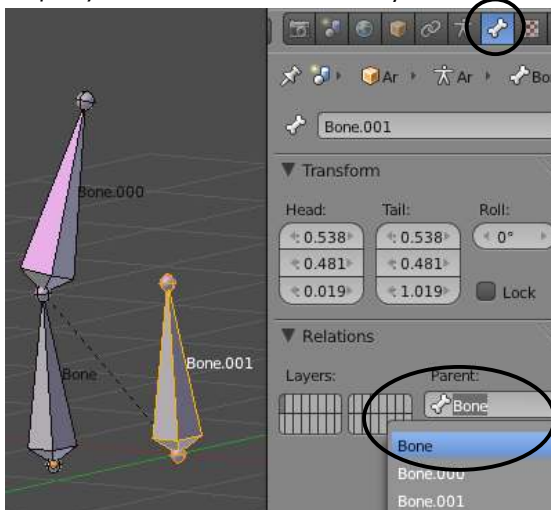 Ar Ar Bo
Bone.001
Transform
Head: Tail: Roll:
0.538 0.538 0°
0.481 0.481
0.019 1.019 Lock
Relations
Layers: Parent:
Bone
Bone
Bone.000
Bone.001
Bone.000
Bone
Bone.001